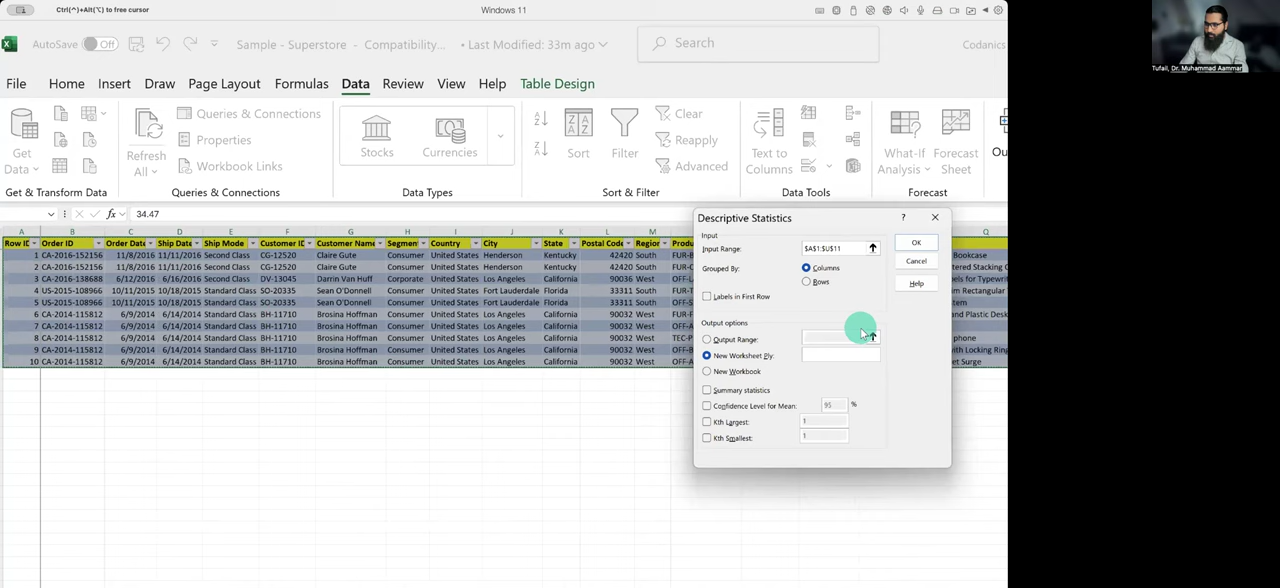 Ctrl(^)+Alt(⌥) to free cursor
Windows 11
AutoSave Off
Sample - Superstore - Compatibility... • Last Modified: 33m ago
Search
Codanics
File Home Insert Draw Page Layout Formulas Data Review View Help Table Design
Get Data
Refresh All
Queries & Connections
Properties
Workbook Links
Stocks
Currencies
Sort
Filter
Clear
Reapply
Advanced
Text to Columns
What-If Analysis
Forecast Sheet
Get & Transform Data
Queries & Connections
Data Types
Sort & Filter
Data Tools
Forecast
fx 34.47
A B C D E F G H I J K L M Q
Row ID Order ID Order Date Ship Date Ship Mode Customer ID Customer Name Segment Country City State Postal Code Region
1 CA-2016-152156 11/8/2016 11/11/2016 Second Class CG-12520 Claire Gute Consumer United States Henderson Kentucky 42420 South FUR-B Bookcase
2 CA-2016-152156 11/8/2016 11/11/2016 Second Class CG-12520 Claire Gute Consumer United States Henderson Kentucky 42420 South
3 CA-2016-138688 6/12/2016 6/16/2016 Second Class DV-13045 Darrin Van Huff Corporate United States Los Angeles California 90036 West
4 US-2015-108966 10/11/2015 10/18/2015 Standard Class SO-20335 Sean O'Donnell Consumer United States Fort Lauderdale Florida 33311 South
5 US-2015-108966 10/11/2015 10/18/2015 Standard Class SO-20335 Sean O'Donnell Consumer United States Fort Lauderdale Florida 33311 South
6 CA-2014-115812 6/9/2014 6/14/2014 Standard Class BH-11710 Brosina Hoffman Consumer United States Los Angeles California 90032 West
7 CA-2014-115812 6/9/2014 6/14/2014 Standard Class BH-11710 Brosina Hoffman Consumer United States Los Angeles California 90032 West
8 CA-2014-115812 6/9/2014 6/14/2014 Standard Class BH-11710 Brosina Hoffman Consumer United States Los Angeles California 90032 West phone
9 CA-2014-115812 6/9/2014 6/14/2014 Standard Class BH-11710 Brosina Hoffman Consumer United States Los Angeles California 90032 West
10 CA-2014-115812 6/9/2014 6/14/2014 Standard Class BH-11710 Brosina Hoffman Consumer United States Los Angeles California 90032 West
Descriptive Statistics ?
Input
Input Range: $A$1:$U$11
Grouped By: Columns
Rows
Labels in First Row
OK
Cancel
Help
Output options
Output Range:
New Worksheet Ply:
New Workbook
Summary statistics
Confidence Level for Mean: 95 %
Kth Largest: 1
Kth Smallest: 1
Tufail, Dr. Muhammad Aammar